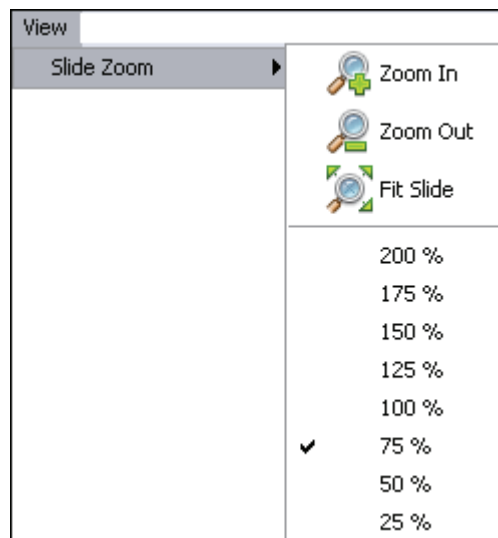 View
Slide Zoom
Zoom In
Zoom Out
Fit Slide
200 %
175 %
150 %
125 %
100 %
75 %
50 %
25 %